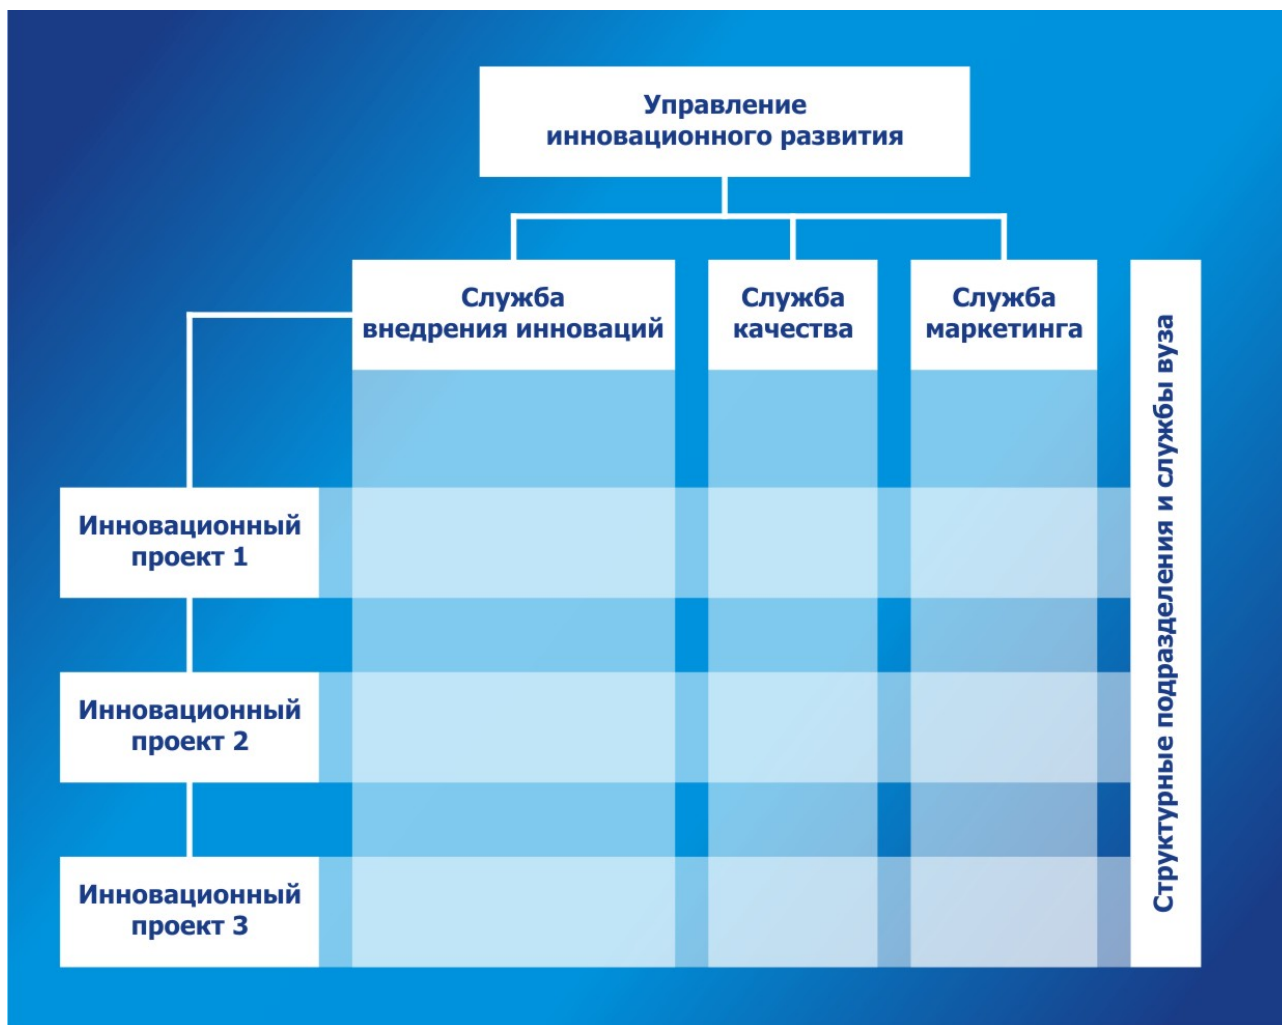 Управление
инновационного развития
Служба
внедрения инноваций
Служба
качества
Служба
маркетинга
Структурные подразделения и службы вуза
Инновационный
проект 1
Инновационный
проект 2
Инновационный
проект 3